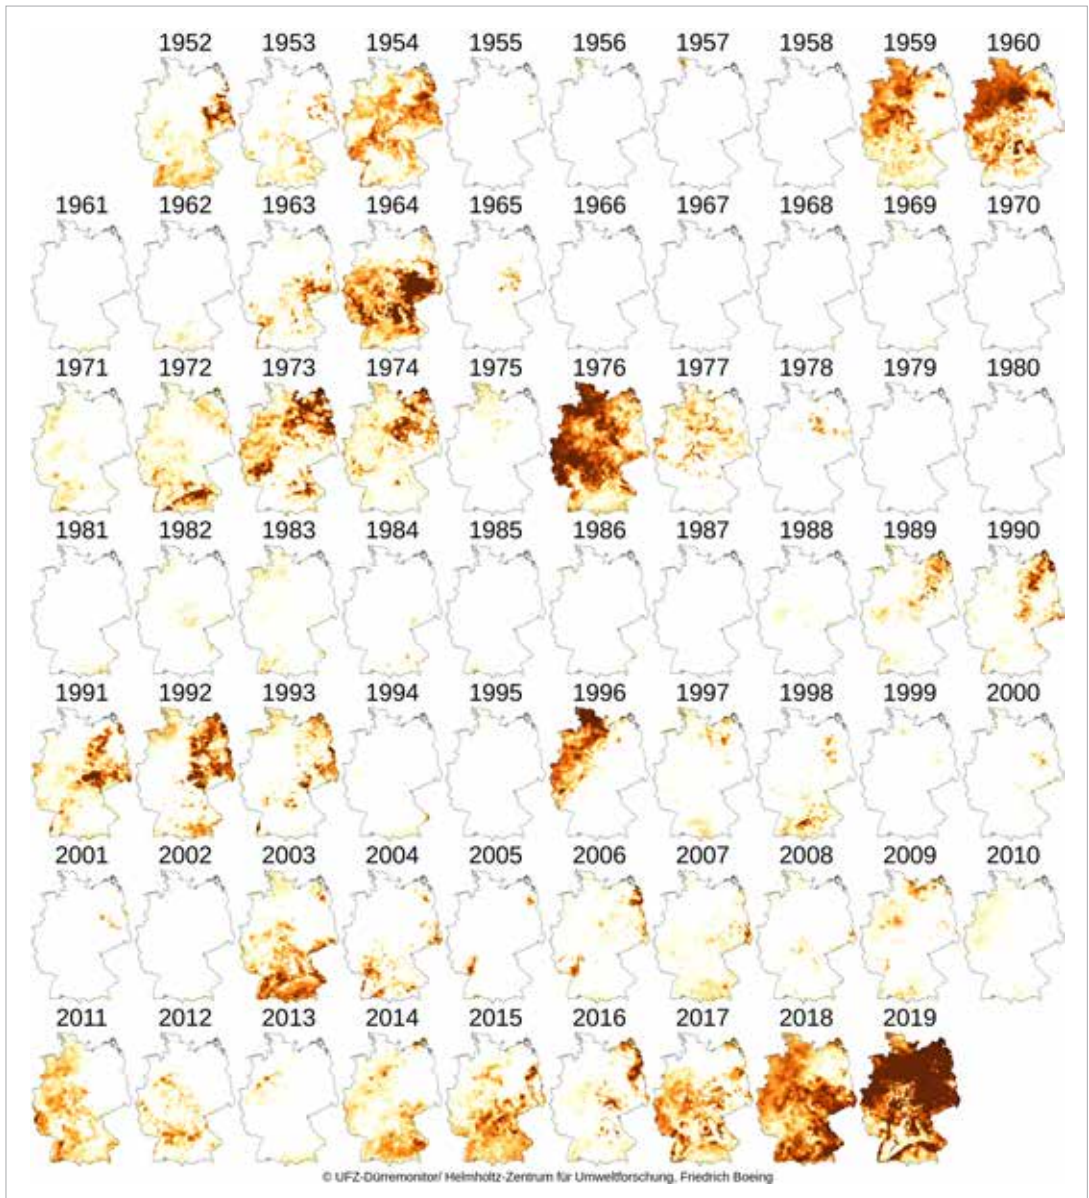 1952 1953 1954 1955 1956 1957 1958 1959 1960
1961 1962 1963 1964 1965 1966 1967 1968 1969 1970
1971 1972 1973 1974 1975 1976 1977 1978 1979 1980
1981 1982 1983 1984 1985 1986 1987 1988 1989 1990
1991 1992 1993 1994 1995 1996 1997 1998 1999 2000
2001 2002 2003 2004 2005 2006 2007 2008 2009 2010
2011 2012 2013 2014 2015 2016 2017 2018 2019
© UFZ-Dürremonitor/ Helmholtz-Zentrum für Umweltforschung, Friedrich Boeing